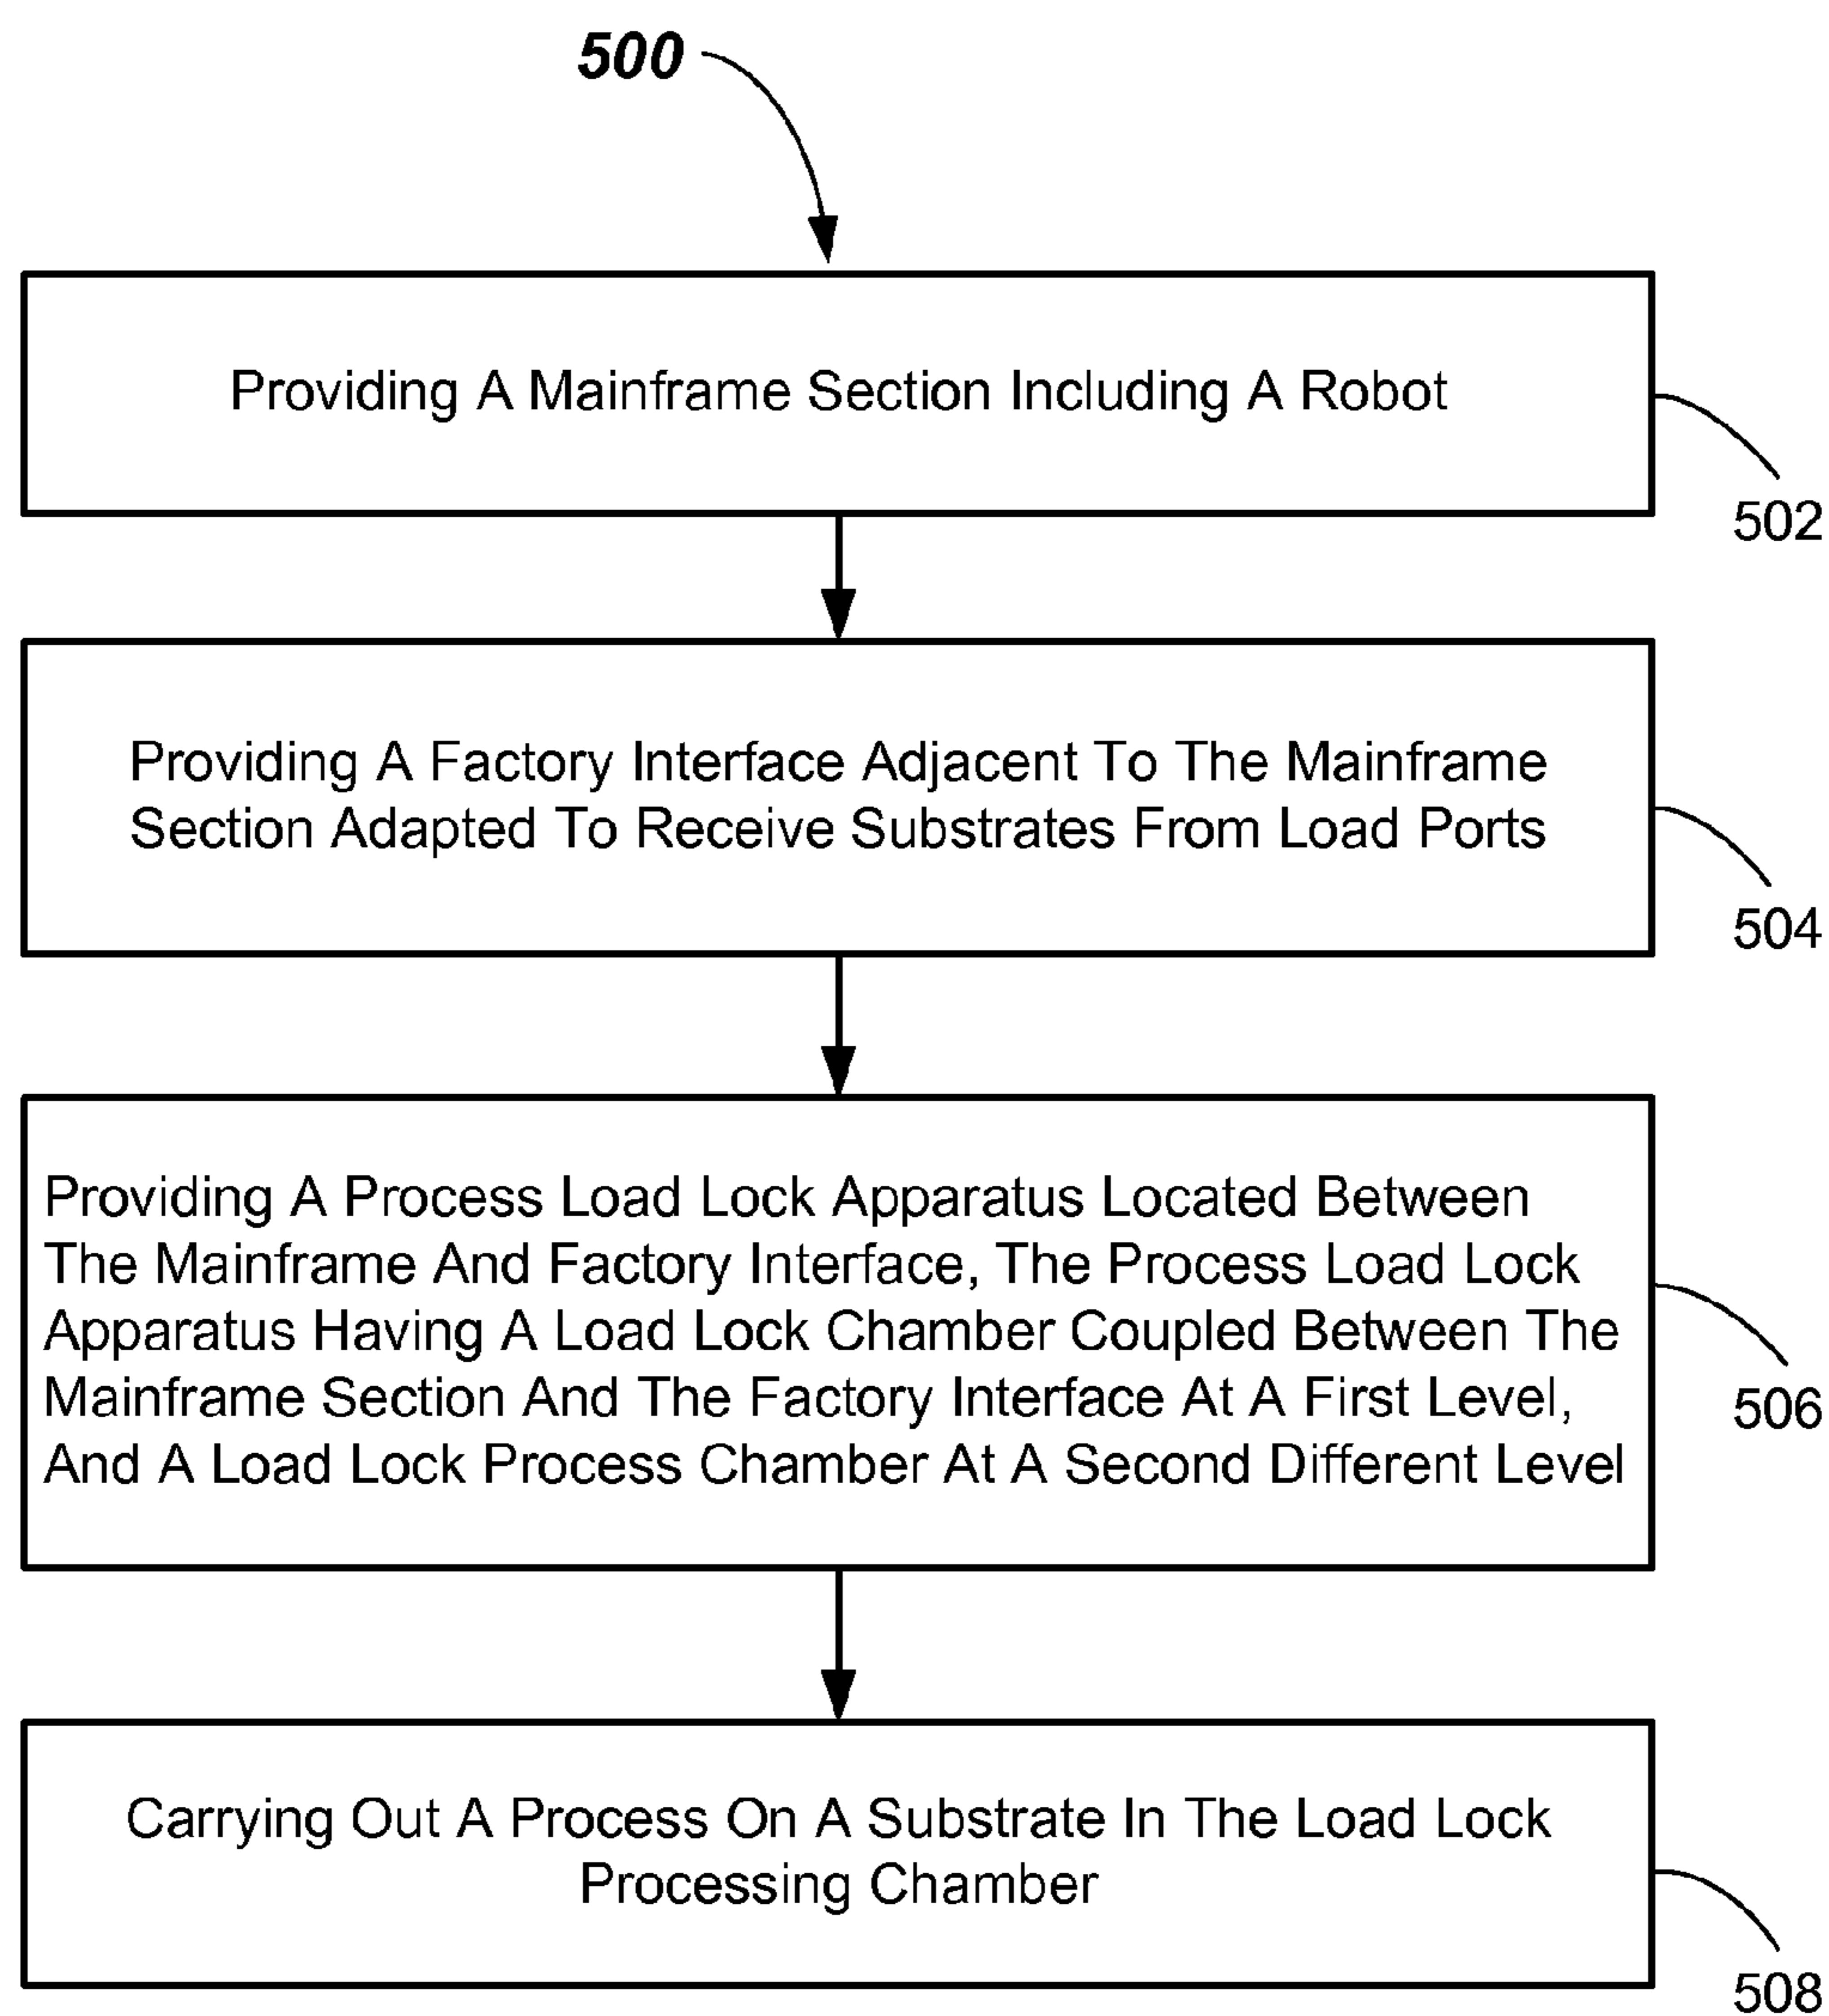 500
Providing A Mainframe Section Including A Robot
502
Providing A Factory Interface Adjacent To The Mainframe
Section Adapted To Receive Substrates From Load Ports
504
Providing A Process Load Lock Apparatus Located Between
The Mainframe And Factory Interface, The Process Load Lock
Apparatus Having A Load Lock Chamber Coupled Between The
Mainframe Section And The Factory Interface At A First Level,
And A Load Lock Process Chamber At A Second Different Level
506
Carrying Out A Process On A Substrate In The Load Lock
Processing Chamber
508